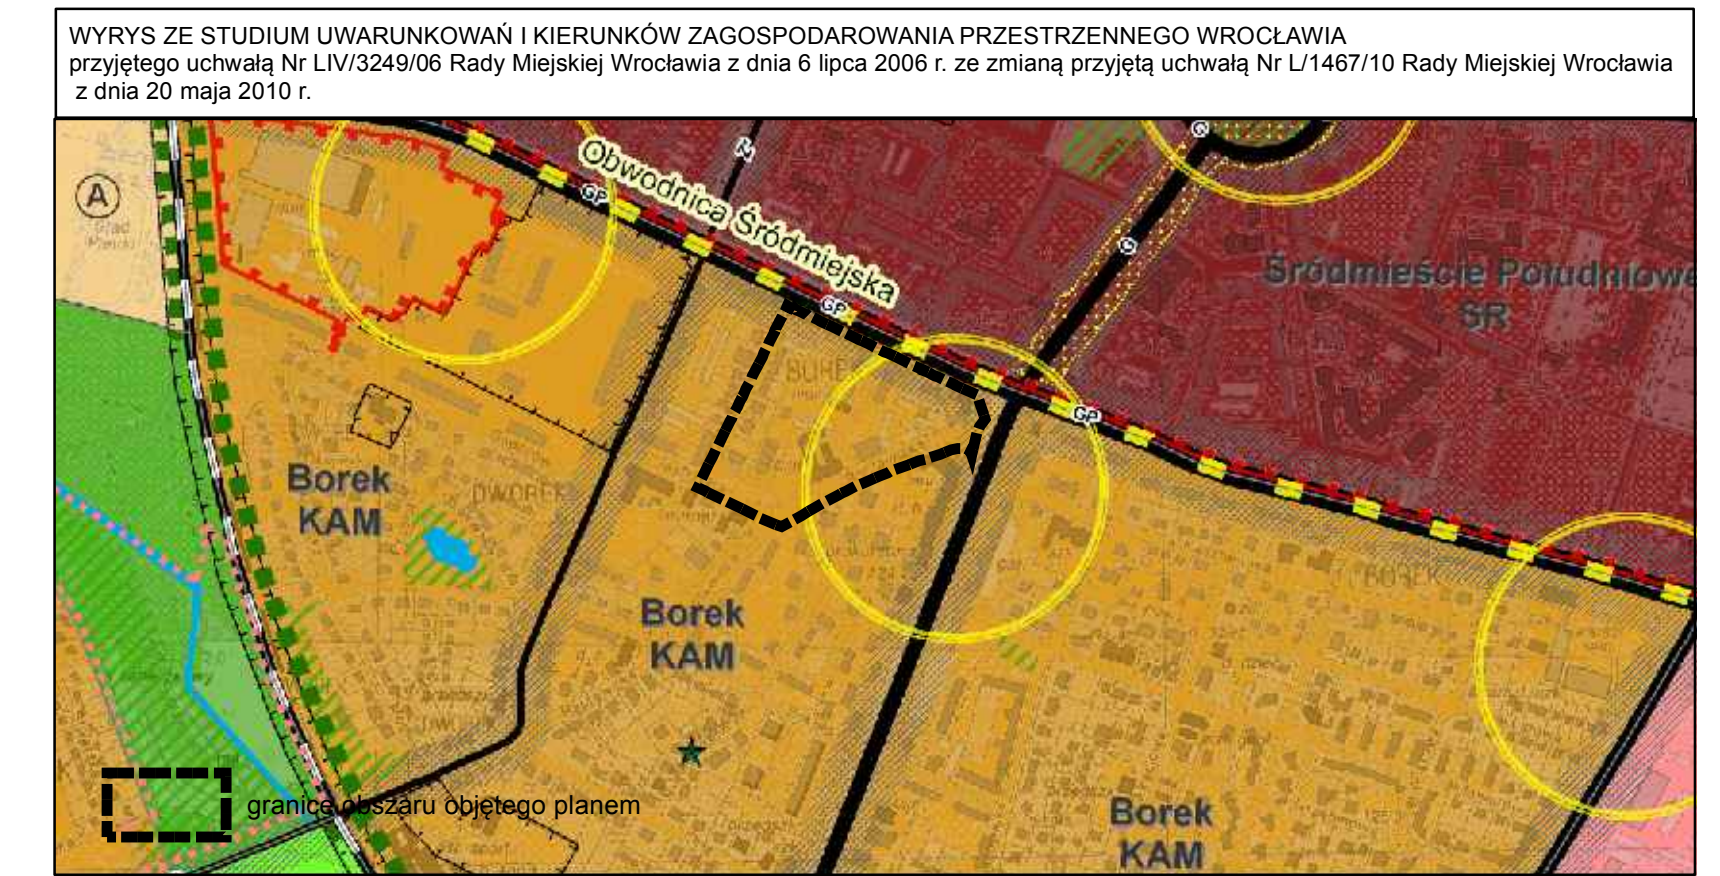 WYRYS ZE STUDIUM UWARUNKOWAŃ I KIERUNKÓW ZAGOSPODAROWANIA PRZESTRZENNEGO WROCŁAWIA
przyjętego uchwałą Nr LIV/3249/06 Rady Miejskiej Wrocławia z dnia 6 lipca 2006 r. ze zmianą przyjętą uchwałą Nr L/1467/10 Rady Miejskiej Wrocławia
z dnia 20 maja 2010 r.
A
Obwodnica Śródmiejska
Z
G
G
GP
GP
GP
Śródmieście Południowe
SR
Borek
KAM
DWOREK
BOREK
Borek
KAM
Borek
KAM
granice obszaru objętego planem